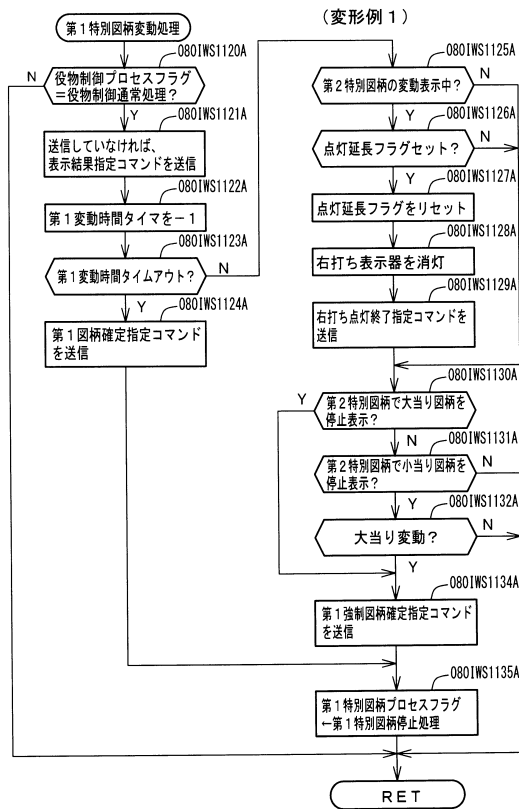 (変形例1)
第1特別図柄変動処理
080IWS1120A
N
役物制御プロセスフラグ
=役物制御通常処理?
Y
080IWS1121A
送信していなければ、
表示結果指定コマンドを送信
080IWS1122A
第1変動時間タイマを−1
080IWS1123A
第1変動時間タイムアウト?
N
Y
080IWS1124A
第1図柄確定指定コマンド
を送信
080IWS1125A
第2特別図柄の変動表示中?
N
Y
080IWS1126A
点灯延長フラグセット?
N
Y
080IWS1127A
点灯延長フラグをリセット
080IWS1128A
右打ち表示器を消灯
080IWS1129A
右打ち点灯終了指定コマンドを
送信
080IWS1130A
Y
第2特別図柄で大当り図柄を
停止表示?
N
080IWS1131A
第2特別図柄で小当り図柄を
停止表示?
N
Y
080IWS1132A
大当り変動?
N
Y
080IWS1134A
第1強制図柄確定指定コマンド
を送信
080IWS1135A
第1特別図柄プロセスフラグ
←第1特別図柄停止処理
RET